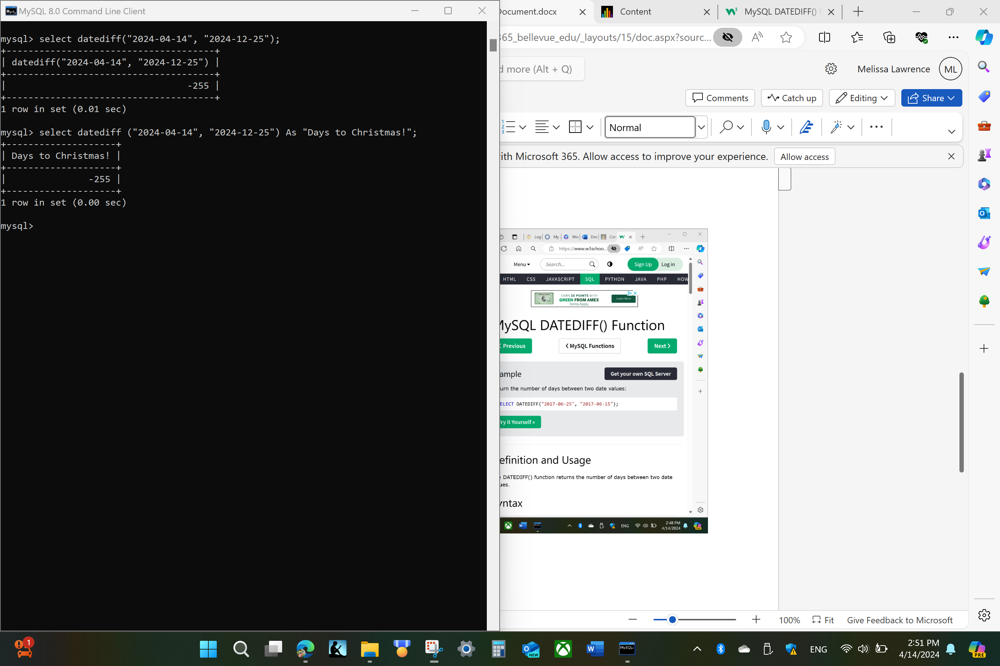 MySQL 8.0 Command Line Client
mysql> select datediff("2024-04-14", "2024-12-25");
+--------------------------------------+
| datediff("2024-04-14", "2024-12-25") |
+--------------------------------------+
| -255 |
+--------------------------------------+
1 row in set (0.01 sec)
mysql> select datediff ("2024-04-14", "2024-12-25") As "Days to Christmas!";
+--------------------+
| Days to Christmas! |
+--------------------+
| -255 |
+--------------------+
1 row in set (0.00 sec)
mysql>
Document.docx
Content
MySQL DATEDIFF()
365_bellevue_edu/_layouts/15/doc.aspx?sourc...
d more (Alt + Q)
Melissa Lawrence
ML
Comments
Catch up
Editing
Share
Normal
ith Microsoft 365. Allow access to improve your experience.
Allow access
Log
My
Wor
Doc
Con
https://www.w3schoo...
Menu
Search...
Sign Up
Log in
HTML CSS JAVASCRIPT SQL PYTHON JAVA PHP HOW
EARN 3X POINTS WITH
GREEN FROM AMEX
Terms Apply.
Learn More
MySQL DATEDIFF() Function
❮ Previous
❮ MySQL Functions
Next ❯
ample
Get your own SQL Server
urn the number of days between two date values:
ELECT DATEDIFF("2017-06-25", "2017-06-15");
Try it Yourself »
efinition and Usage
DATEDIFF() function returns the number of days between two date
ues.
yntax
ENG
2:48 PM
4/14/2024
100%
Fit
Give Feedback to Microsoft
1
NEW
MySQL>
ENG
2:51 PM
4/14/2024
PRE